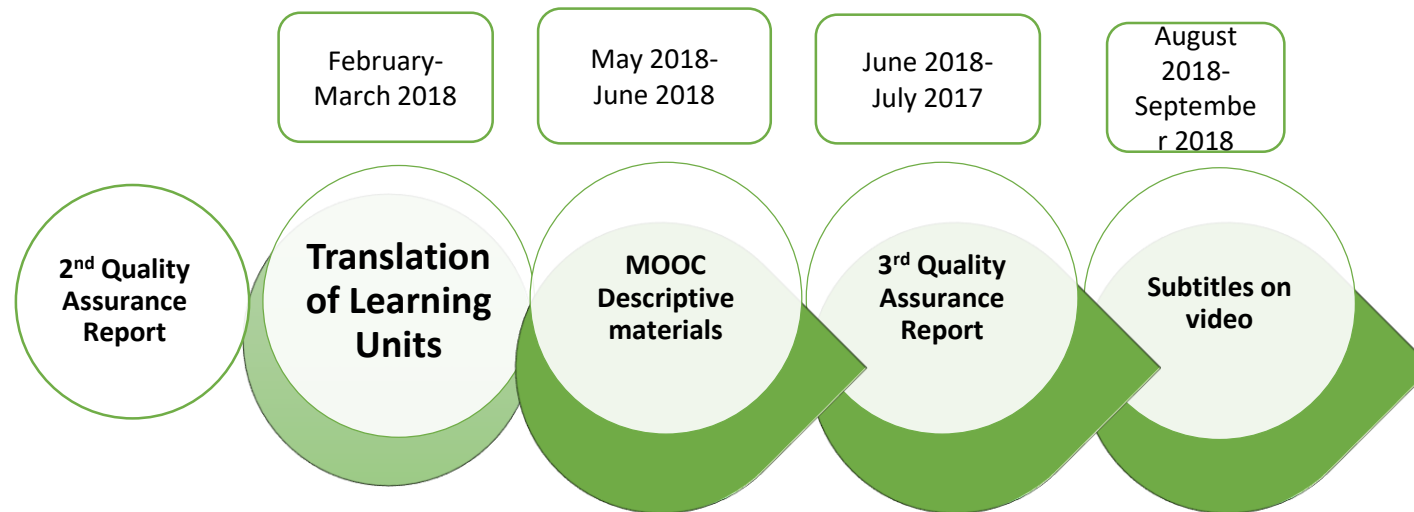 February-
March 2018
May 2018-
June 2018
June 2018-
July 2017
August
2018-
Septembe
r 2018
2nd Quality
Assurance
Report
Translation
of Learning
Units
MOOC
Descriptive
materials
3rd Quality
Assurance
Report
Subtitles on
video